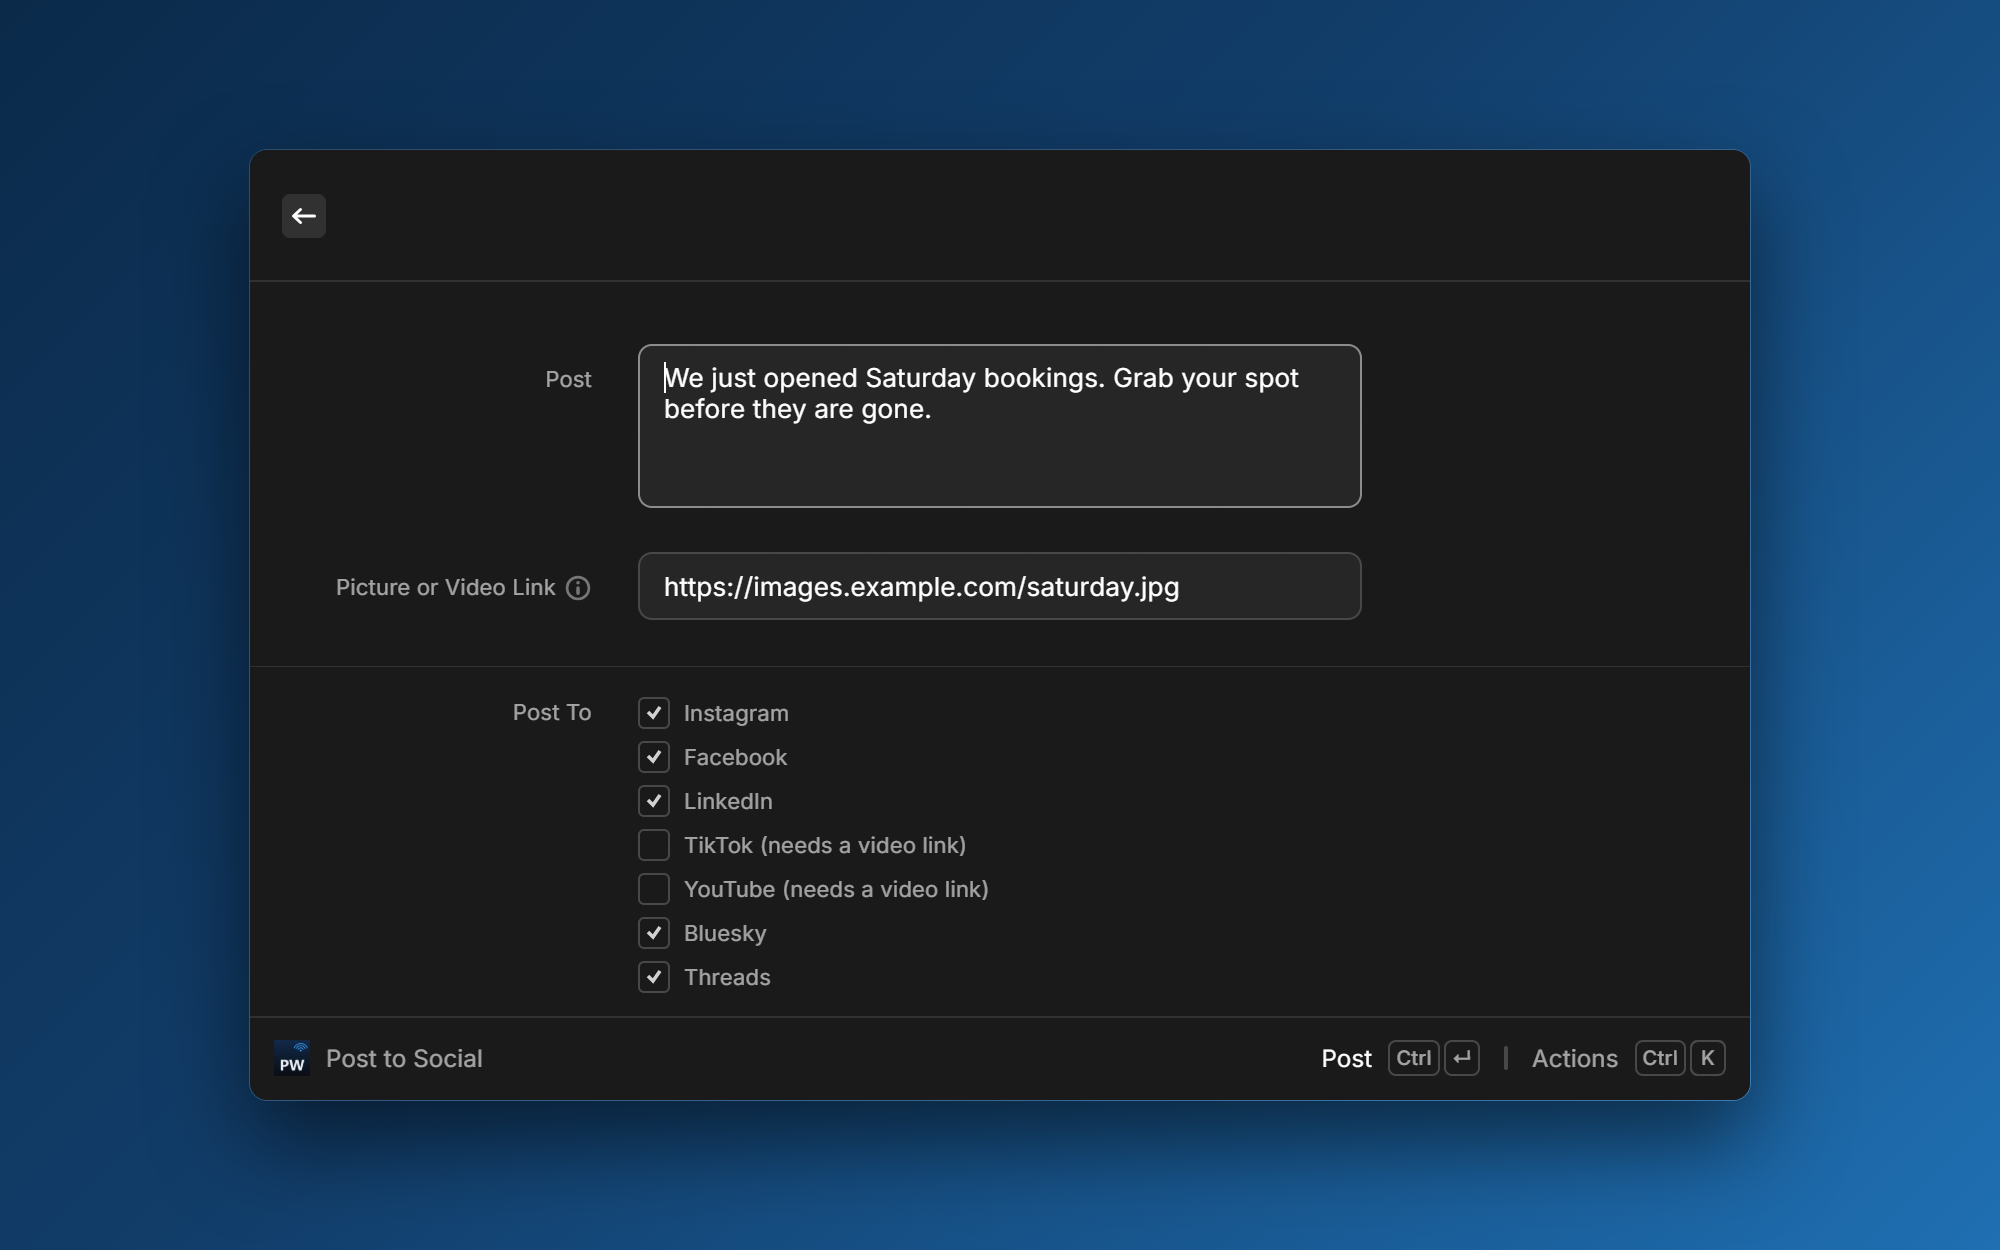 Post
We just opened Saturday bookings. Grab your spot
before they are gone.
Picture or Video Link
https://images.example.com/saturday.jpg
Post To
Instagram
Facebook
LinkedIn
TikTok (needs a video link)
YouTube (needs a video link)
Bluesky
Threads
PW Post to Social
Post Ctrl ↵ | Actions Ctrl K